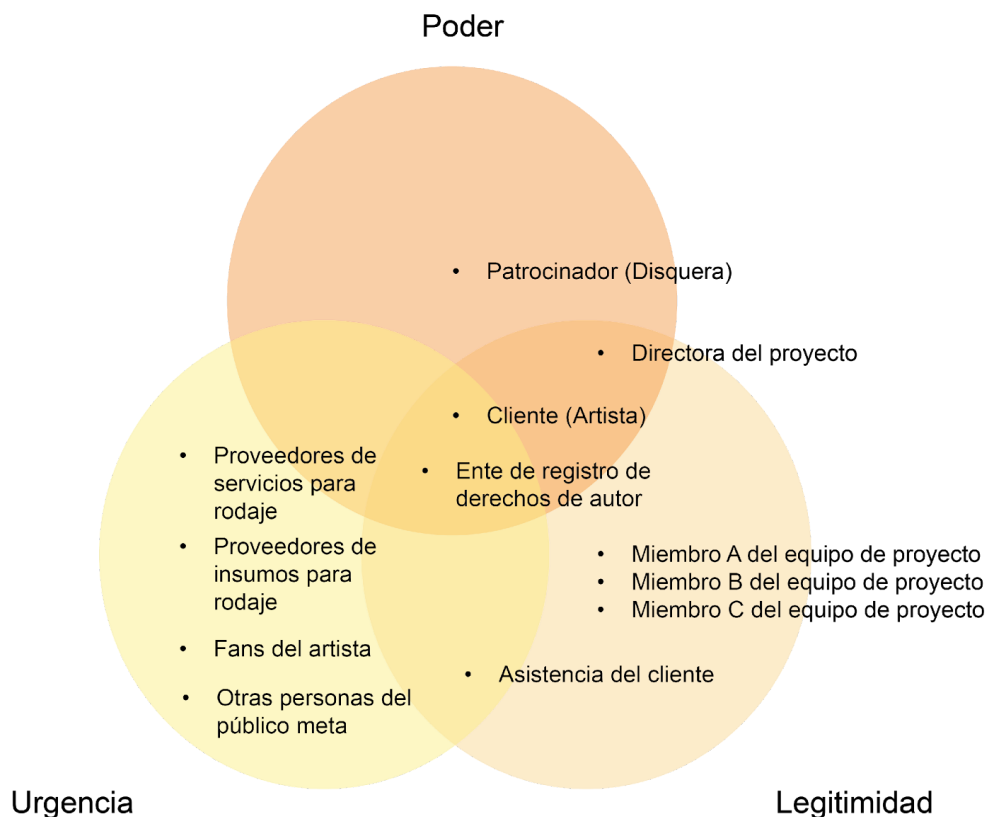 Poder
• Patrocinador (Disquera)
• Directora del proyecto
• Cliente (Artista)
• Proveedores de
servicios para
rodaje
• Ente de registro de
derechos de autor
• Proveedores de
insumos para
rodaje
• Miembro A del equipo de proyecto
• Miembro B del equipo de proyecto
• Miembro C del equipo de proyecto
• Fans del artista
• Asistencia del cliente
• Otras personas del
público meta
Urgencia
Legitimidad